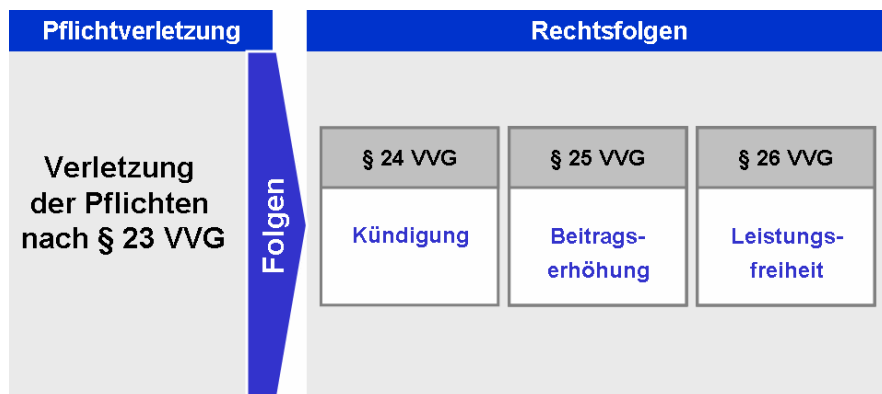 Pflichtverletzung
Rechtsfolgen
Verletzung
der Pflichten
nach § 23 VVG
Folgen
§ 24 VVG
Kündigung
§ 25 VVG
Beitrags-
erhöhung
§ 26 VVG
Leistungs-
freiheit